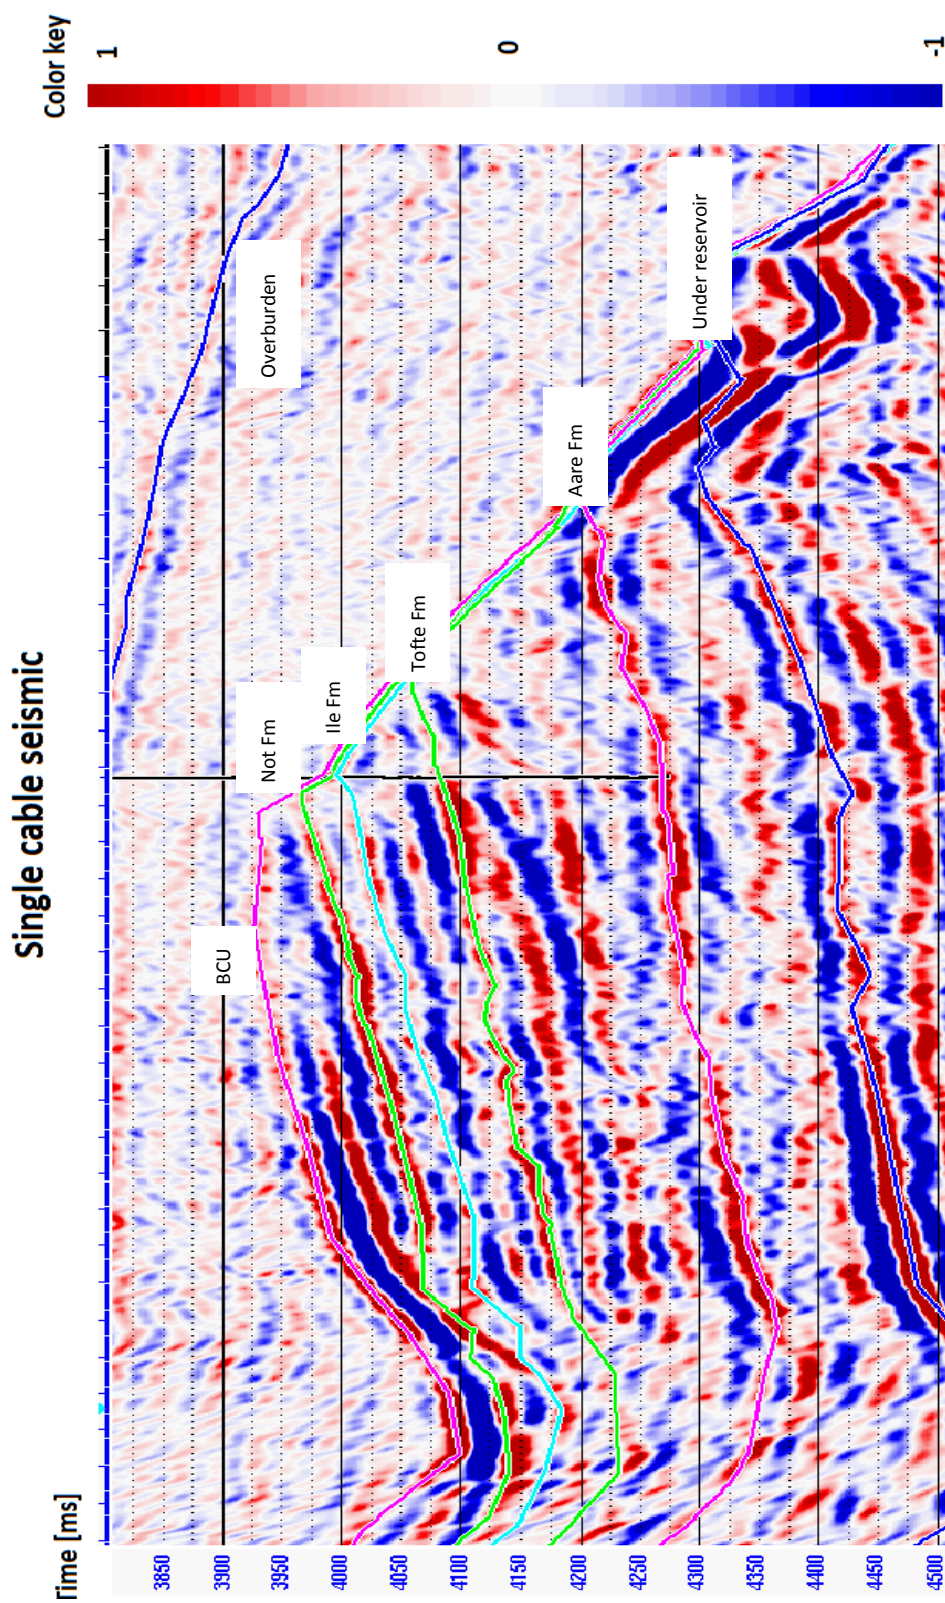 Single cable seismic
Color key
1
0
-1
Time [ms]
3850
3900
3950
4000
4050
4100
4150
4200
4250
4300
4350
4400
4450
4500
BCU
Not Fm
Ile Fm
Tofte Fm
Aare Fm
Overburden
Under reservoir